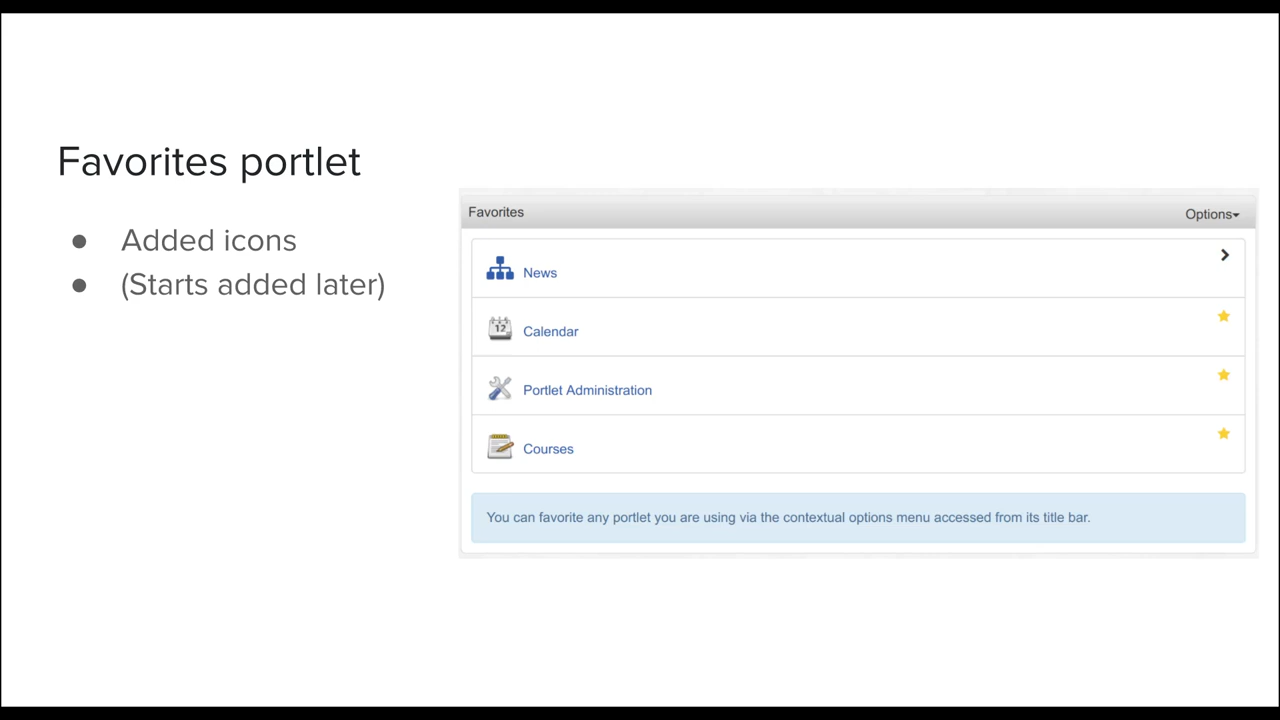 Favorites portlet
● Added icons
● (Starts added later)
Favorites
Options
News
12
Calendar
Portlet Administration
Courses
You can favorite any portlet you are using via the contextual options menu accessed from its title bar.